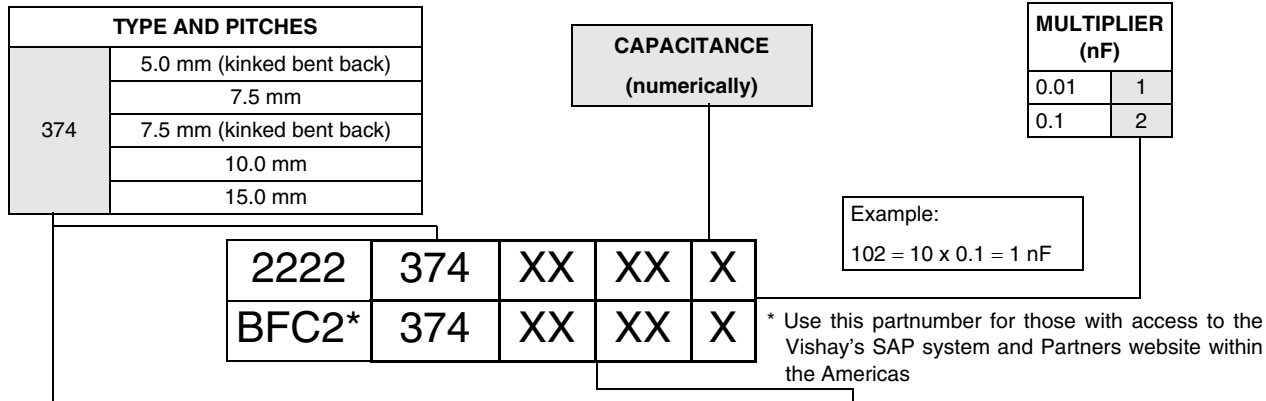 TYPE AND PITCHES
374
5.0 mm (kinked bent back)
7.5 mm
7.5 mm (kinked bent back)
10.0 mm
15.0 mm
CAPACITANCE
(numerically)
MULTIPLIER
(nF)
0.01 1
0.1 2
Example:
102 = 10 x 0.1 = 1 nF
2222 374 XX XX X
BFC2* 374 XX XX X
* Use this partnumber for those with access to the
Vishay's SAP system and Partners website within
the Americas